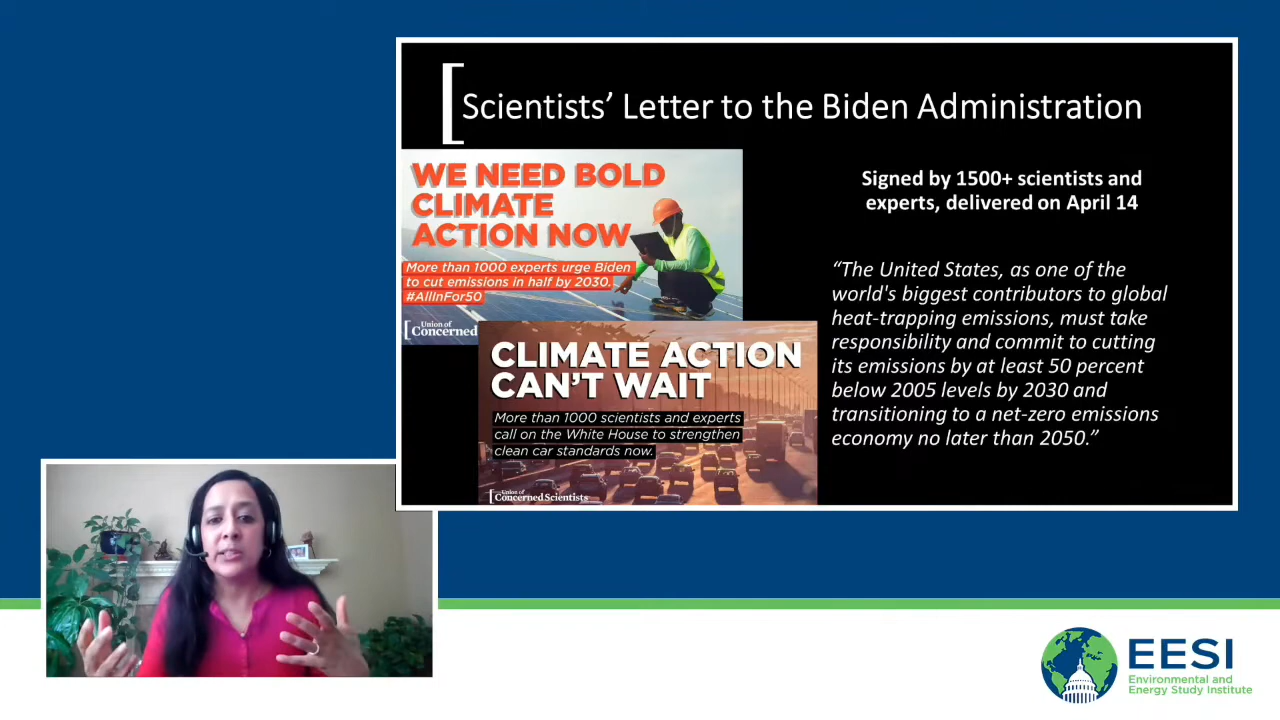 Scientists’ Letter to the Biden Administration
WE NEED BOLD
CLIMATE
ACTION NOW
More than 1000 experts urge Biden
to cut emissions in half by 2030.
#AllInFor50
Union of
Concerned
CLIMATE ACTION
CAN’T WAIT
More than 1000 scientists and experts
call on the White House to strengthen
clean car standards now.
Union of
Concerned Scientists
Signed by 1500+ scientists and
experts, delivered on April 14
“The United States, as one of the
world's biggest contributors to global
heat-trapping emissions, must take
responsibility and commit to cutting
its emissions by at least 50 percent
below 2005 levels by 2030 and
transitioning to a net-zero emissions
economy no later than 2050.”
EESI
Environmental and
Energy Study Institute